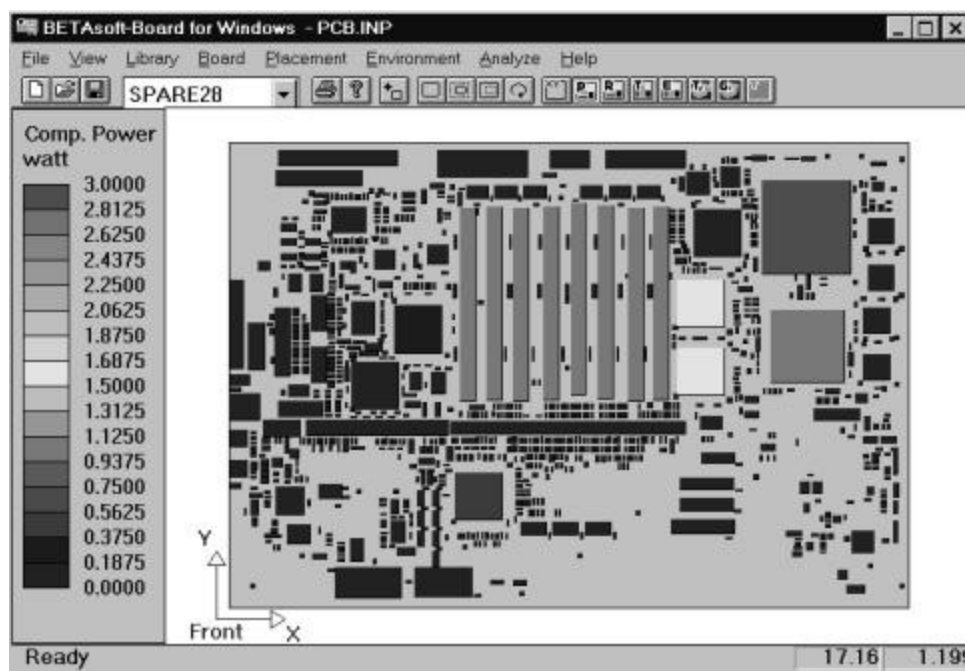 BETAsoft-Board for Windows - PCB.INP
File View Library Board Placement Environment Analyze Help
SPARE28
Comp. Power
watt
3.0000
2.8125
2.6250
2.4375
2.2500
2.0625
1.8750
1.6875
1.5000
1.3125
1.1250
0.9375
0.7500
0.5625
0.3750
0.1875
0.0000
Y
Front X
Ready 17.16 1.199